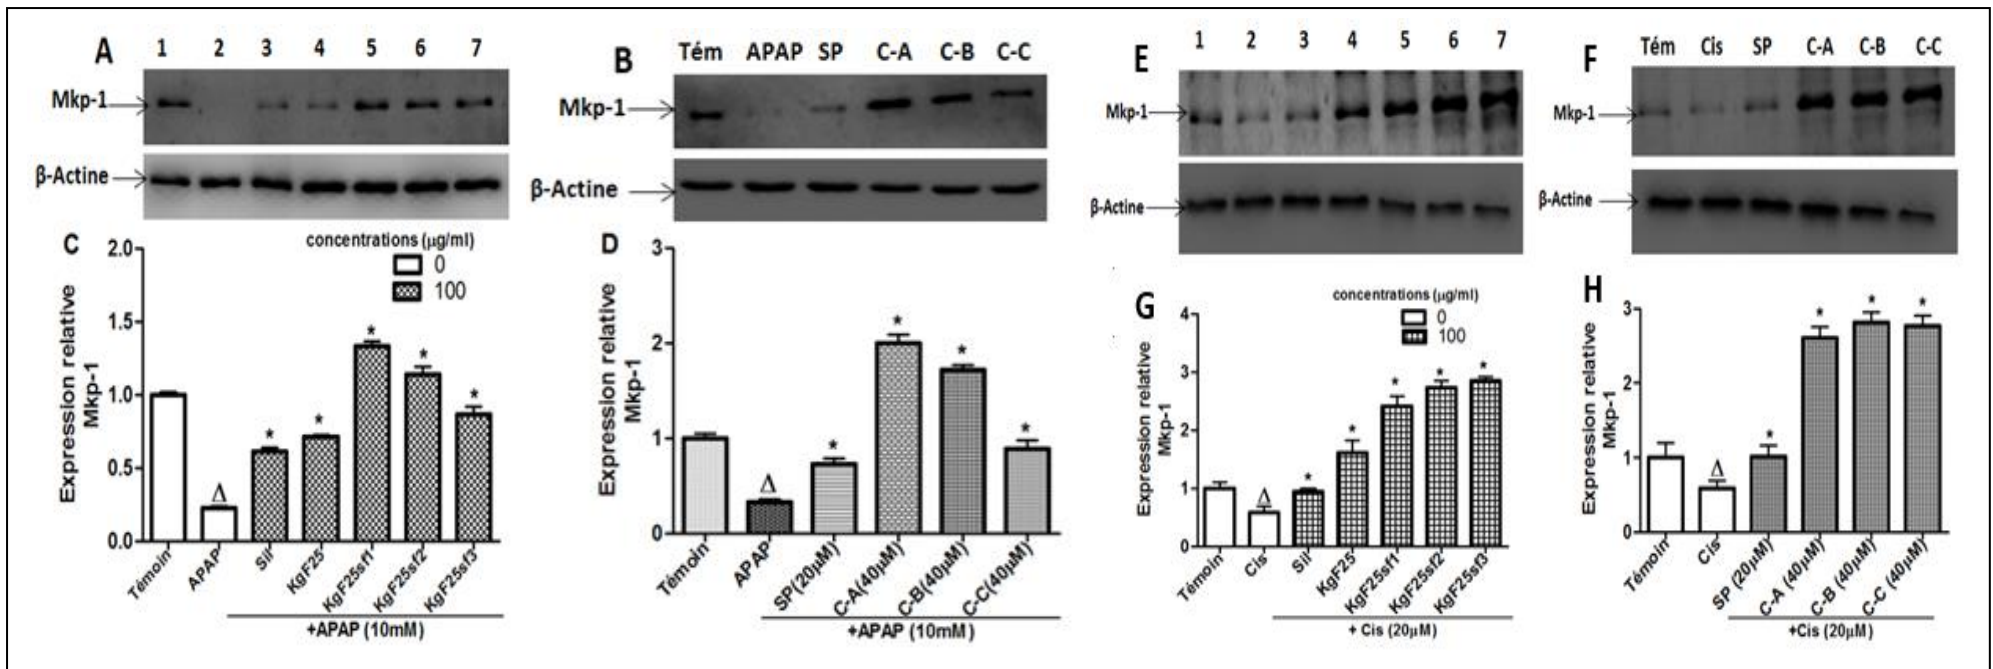 A
1 2 3 4 5 6 7
Mkp-1
β-Actine
B
Tém APAP SP C-A C-B C-C
Mkp-1
β-Actine
C
concentrations (µg/ml)
0
100
Expression relative
Mkp-1
2.0
1.5
1.0
0.5
0.0
* * * * *
Δ
Témoin APAP Sil KgF25 KgF25sf1 KgF25sf2 KgF25sf3
+APAP (10mM)
D
Expression relative
Mkp-1
3
2
1
0
* * * *
Δ
Témoin APAP SP(20µM) C-A(40µM) C-B(40µM) C-C(40µM)
+APAP (10mM)
E
1 2 3 4 5 6 7
Mkp-1
β-Actine
F
Tém Cis SP C-A C-B C-C
Mkp-1
β-Actine
G
concentrations (µg/ml)
0
100
Expression relative
Mkp-1
4
3
2
1
0
Δ * * * * *
Témoin Cis Sil KgF25 KgF25sf1 KgF25sf2 KgF25sf3
+ Cis (20µM)
H
Expression relative
Mkp-1
3
2
1
0
Δ * * * *
Témoin Cis SP (20µM) C-A (40µM) C-B (40µM) C-C (40µM)
+Cis (20µM)